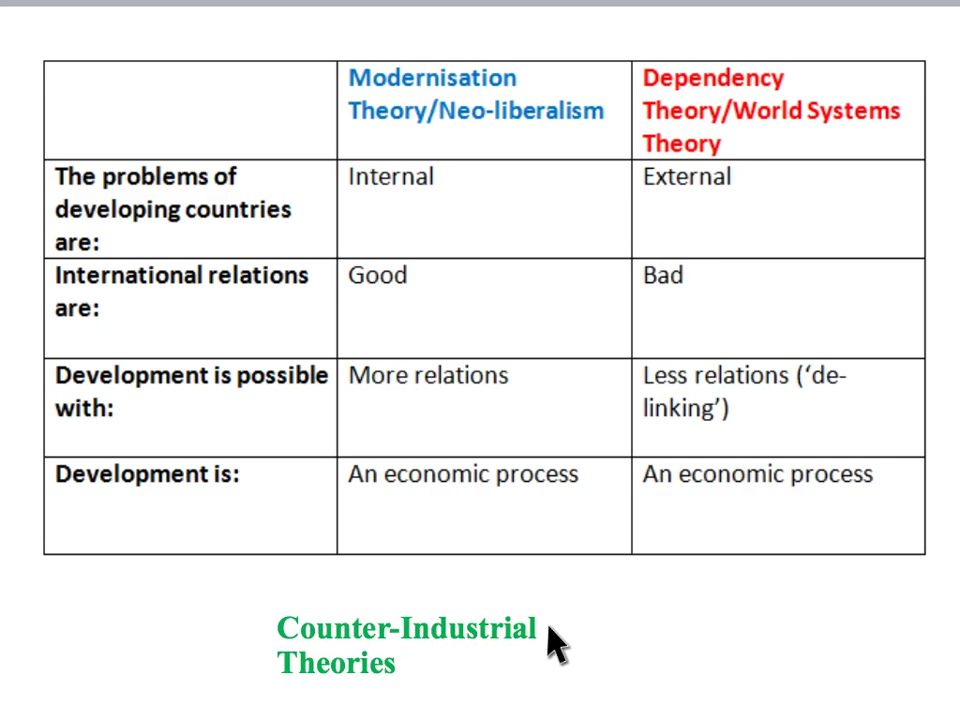 Modernisation
Theory/Neo-liberalism
Dependency
Theory/World Systems
Theory
The problems of
developing countries
are:
Internal
External
International relations
are:
Good
Bad
Development is possible
with:
More relations
Less relations (‘de-
linking’)
Development is:
An economic process
An economic process
Counter-Industrial
Theories